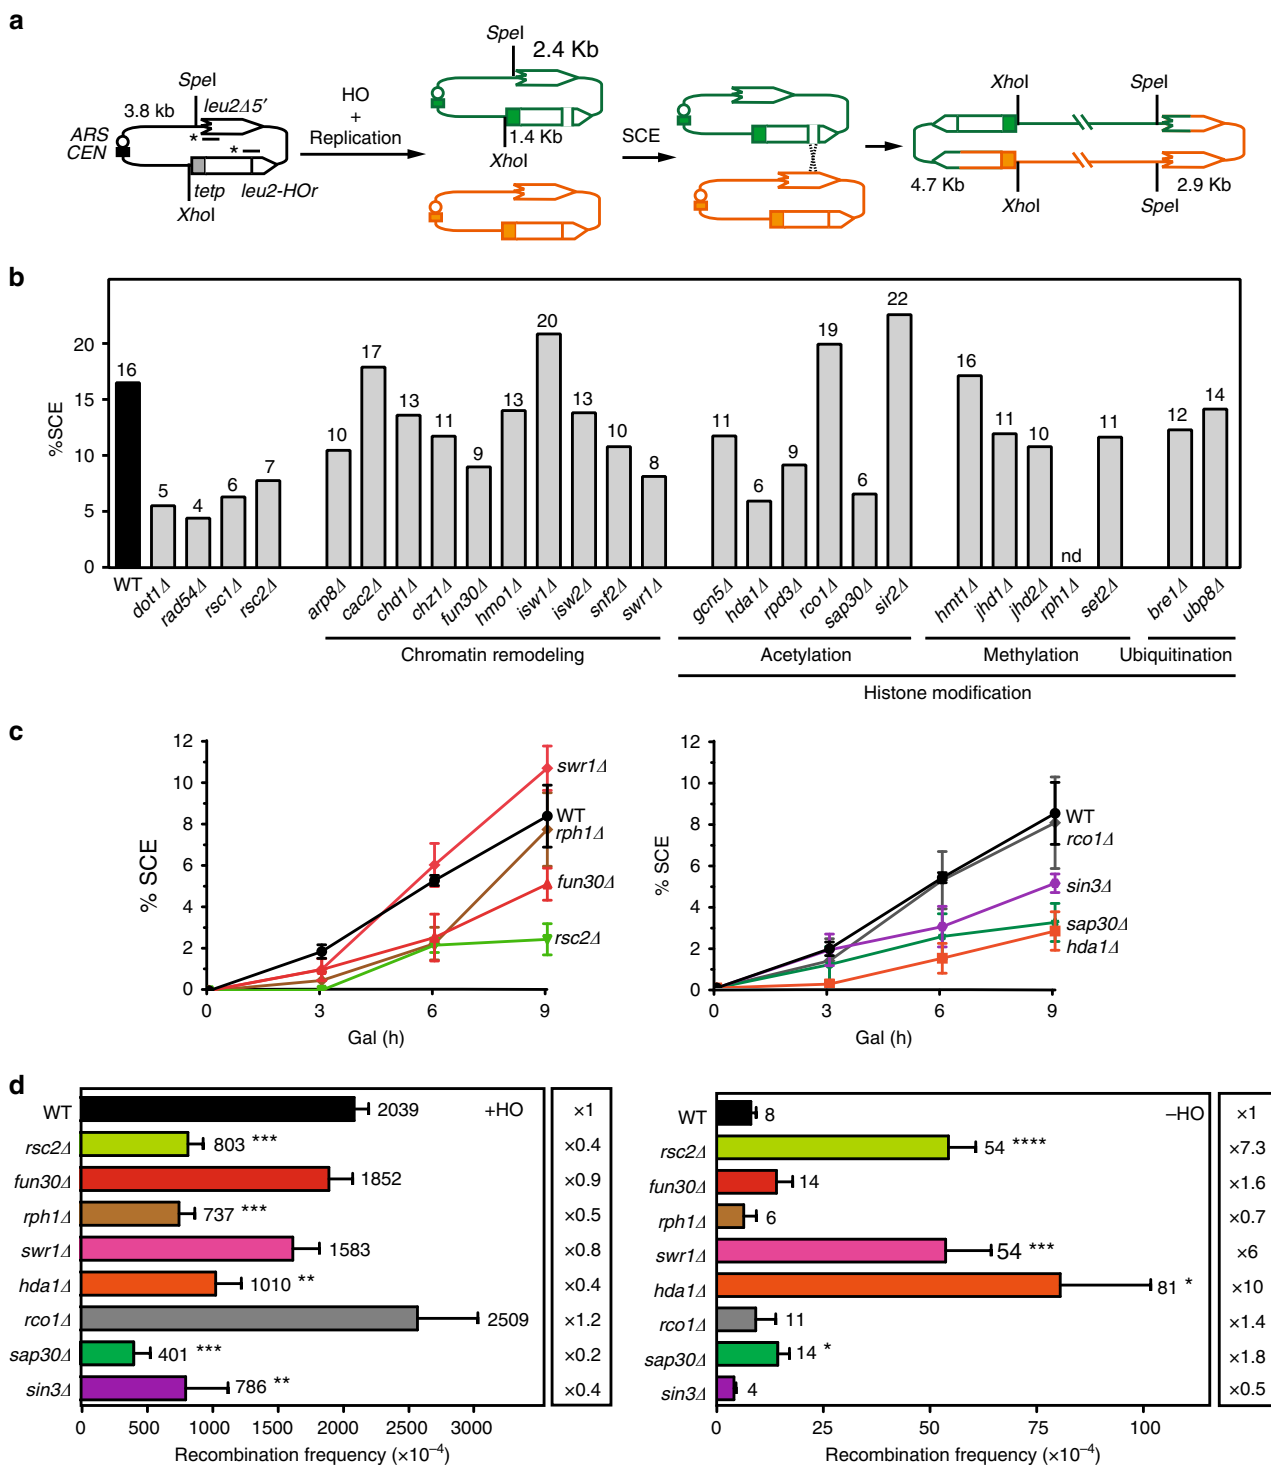 a
SpeI
2.4 Kb
SpeI
3.8 kb
leu2Δ5′
HO
+
Replication
ARS
CEN
*
*
tetp
leu2-HOr
XhoI
1.4 Kb
XhoI
SCE
XhoI
SpeI
4.7 Kb
2.9 Kb
XhoI
SpeI
b
%SCE
20
15
10
5
0
16
5
4
6
7
10
17
13
11
9
13
20
13
10
8
11
6
9
19
6
22
16
11
10
nd
11
12
14
WT
dot1Δ
rad54Δ
rsc1Δ
rsc2Δ
arp8Δ
cac2Δ
chd1Δ
chz1Δ
fun30Δ
hmo1Δ
isw1Δ
isw2Δ
snf2Δ
swr1Δ
gcn5Δ
hda1Δ
rpd3Δ
rco1Δ
sap30Δ
sir2Δ
hmt1Δ
jhd1Δ
jhd2Δ
rph1Δ
set2Δ
bre1Δ
ubp8Δ
Chromatin remodeling
Acetylation
Methylation
Ubiquitination
Histone modification
c
% SCE
12
10
8
6
4
2
0
swr1Δ
WT
rph1Δ
fun30Δ
rsc2Δ
0
3
6
9
Gal (h)
% SCE
12
10
8
6
4
2
0
WT
rco1Δ
sin3Δ
sap30Δ
hda1Δ
0
3
6
9
Gal (h)
d
WT 2039 +HO ×1
rsc2Δ 803 *** ×0.4
fun30Δ 1852 ×0.9
rph1Δ 737 *** ×0.5
swr1Δ 1583 ×0.8
hda1Δ 1010 ** ×0.4
rco1Δ 2509 ×1.2
sap30Δ 401 *** ×0.2
sin3Δ 786 ** ×0.4
0 500 1000 1500 2000 3000
Recombination frequency (×10⁻⁴)
WT 8 –HO ×1
rsc2Δ 54 **** ×7.3
fun30Δ 14 ×1.6
rph1Δ 6 ×0.7
swr1Δ 54 *** ×6
hda1Δ 81 * ×10
rco1Δ 11 ×1.4
sap30Δ 14 * ×1.8
sin3Δ 4 ×0.5
0 25 50 75 100
Recombination frequency (×10⁻⁴)